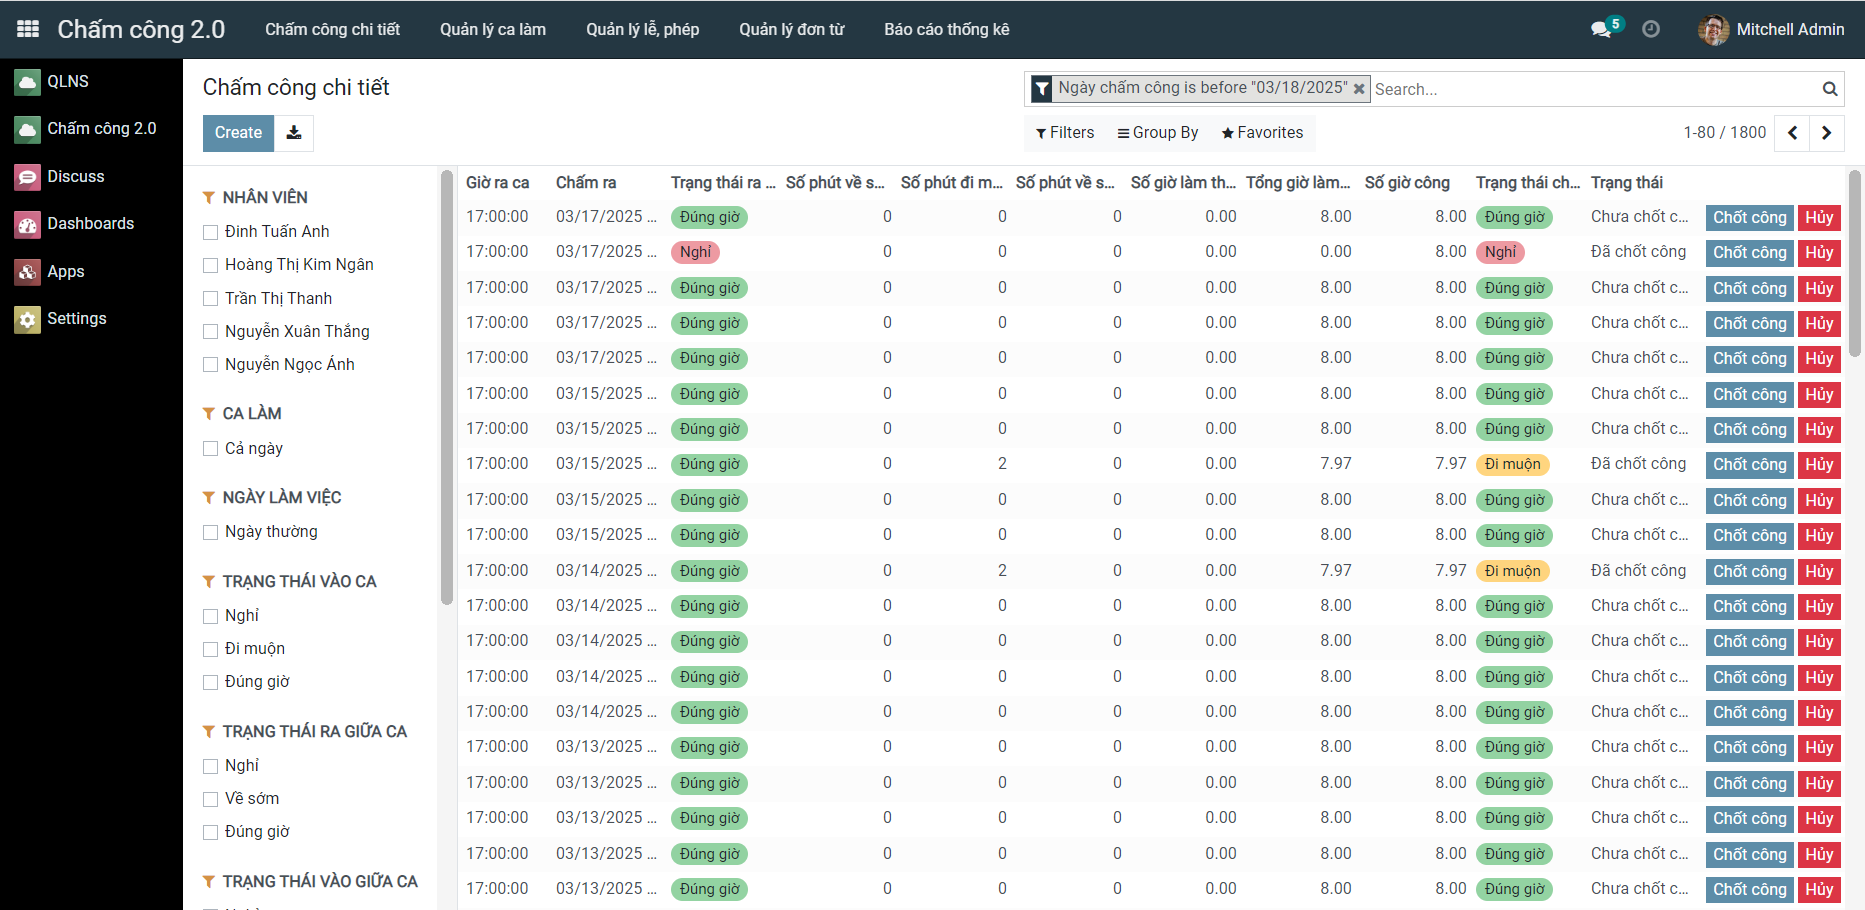 Chấm công 2.0 Chấm công chi tiết Quản lý ca làm Quản lý lễ, phép Quản lý đơn từ Báo cáo thống kê 5 Mitchell Admin
QLNS
Chấm công 2.0
Discuss
Dashboards
Apps
Settings
Chấm công chi tiết
Ngày chấm công is before "03/18/2025" Search...
Create
Filters Group By Favorites 1-80 / 1800
NHÂN VIÊN
Đinh Tuấn Anh
Hoàng Thị Kim Ngân
Trần Thị Thanh
Nguyễn Xuân Thắng
Nguyễn Ngọc Ánh
CA LÀM
Cả ngày
NGÀY LÀM VIỆC
Ngày thường
TRẠNG THÁI VÀO CA
Nghỉ
Đi muộn
Đúng giờ
TRẠNG THÁI RA GIỮA CA
Nghỉ
Về sớm
Đúng giờ
TRẠNG THÁI VÀO GIỮA CA
Giờ ra ca Chấm ra Trạng thái ra ... Số phút về s... Số phút đi m... Số phút về s... Số giờ làm th... Tổng giờ làm... Số giờ công Trạng thái ch... Trạng thái
17:00:00 03/17/2025 ... Đúng giờ 0 0 0 0.00 8.00 8.00 Đúng giờ Chưa chốt c... Chốt công Hủy
17:00:00 03/17/2025 ... Nghỉ 0 0 0 0.00 0.00 8.00 Nghỉ Đã chốt công Chốt công Hủy
17:00:00 03/17/2025 ... Đúng giờ 0 0 0 0.00 8.00 8.00 Đúng giờ Chưa chốt c... Chốt công Hủy
17:00:00 03/17/2025 ... Đúng giờ 0 0 0 0.00 8.00 8.00 Đúng giờ Chưa chốt c... Chốt công Hủy
17:00:00 03/17/2025 ... Đúng giờ 0 0 0 0.00 8.00 8.00 Đúng giờ Chưa chốt c... Chốt công Hủy
17:00:00 03/15/2025 ... Đúng giờ 0 0 0 0.00 8.00 8.00 Đúng giờ Chưa chốt c... Chốt công Hủy
17:00:00 03/15/2025 ... Đúng giờ 0 0 0 0.00 8.00 8.00 Đúng giờ Chưa chốt c... Chốt công Hủy
17:00:00 03/15/2025 ... Đúng giờ 0 2 0 0.00 7.97 7.97 Đi muộn Đã chốt công Chốt công Hủy
17:00:00 03/15/2025 ... Đúng giờ 0 0 0 0.00 8.00 8.00 Đúng giờ Chưa chốt c... Chốt công Hủy
17:00:00 03/15/2025 ... Đúng giờ 0 0 0 0.00 8.00 8.00 Đúng giờ Chưa chốt c... Chốt công Hủy
17:00:00 03/14/2025 ... Đúng giờ 0 2 0 0.00 7.97 7.97 Đi muộn Đã chốt công Chốt công Hủy
17:00:00 03/14/2025 ... Đúng giờ 0 0 0 0.00 8.00 8.00 Đúng giờ Chưa chốt c... Chốt công Hủy
17:00:00 03/14/2025 ... Đúng giờ 0 0 0 0.00 8.00 8.00 Đúng giờ Chưa chốt c... Chốt công Hủy
17:00:00 03/14/2025 ... Đúng giờ 0 0 0 0.00 8.00 8.00 Đúng giờ Chưa chốt c... Chốt công Hủy
17:00:00 03/14/2025 ... Đúng giờ 0 0 0 0.00 8.00 8.00 Đúng giờ Chưa chốt c... Chốt công Hủy
17:00:00 03/13/2025 ... Đúng giờ 0 0 0 0.00 8.00 8.00 Đúng giờ Chưa chốt c... Chốt công Hủy
17:00:00 03/13/2025 ... Đúng giờ 0 0 0 0.00 8.00 8.00 Đúng giờ Chưa chốt c... Chốt công Hủy
17:00:00 03/13/2025 ... Đúng giờ 0 0 0 0.00 8.00 8.00 Đúng giờ Chưa chốt c... Chốt công Hủy
17:00:00 03/13/2025 ... Đúng giờ 0 0 0 0.00 8.00 8.00 Đúng giờ Chưa chốt c... Chốt công Hủy
17:00:00 03/13/2025 ... Đúng giờ 0 0 0 0.00 8.00 8.00 Đúng giờ Chưa chốt c... Chốt công Hủy